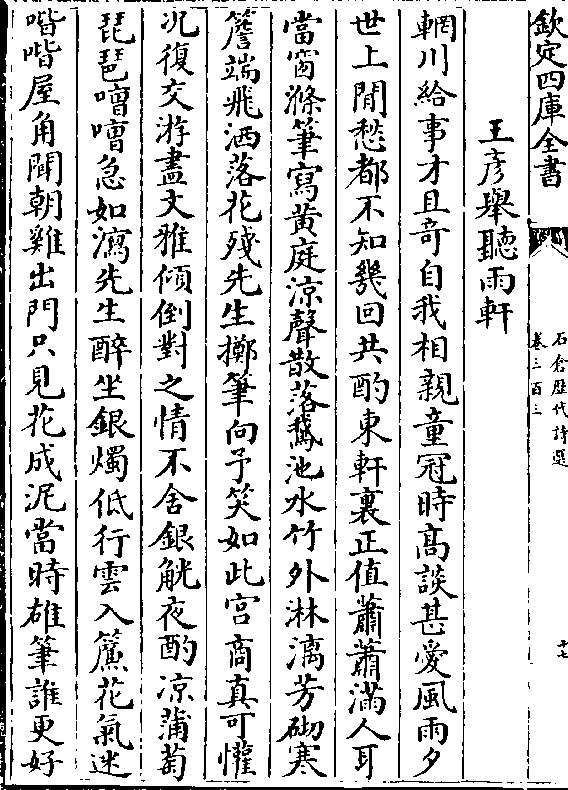 欽定四庫全書
石倉歴代詩選
卷三百三
十七
王彦舉聽雨軒
輞川給事才且竒自我相親童冠時髙談甚愛風雨夕
世上閒愁都不知幾回共酌東軒裏正值蕭蕭滿人耳
當窗滌筆寫黄庭涼聲散落鵞池水竹外淋漓芳砌寒
簷端飛洒落花殘先生擲筆向予笑如此宫商真可懽
况復交游盡文雅傾倒對之情不舍銀觥夜酌凉蒲萄
琵琶嘈嘈急如瀉先生醉坐銀燭低行雲入簾花氣迷
喈喈屋角聞朝雞出門只見花成泥當時雄筆誰更好